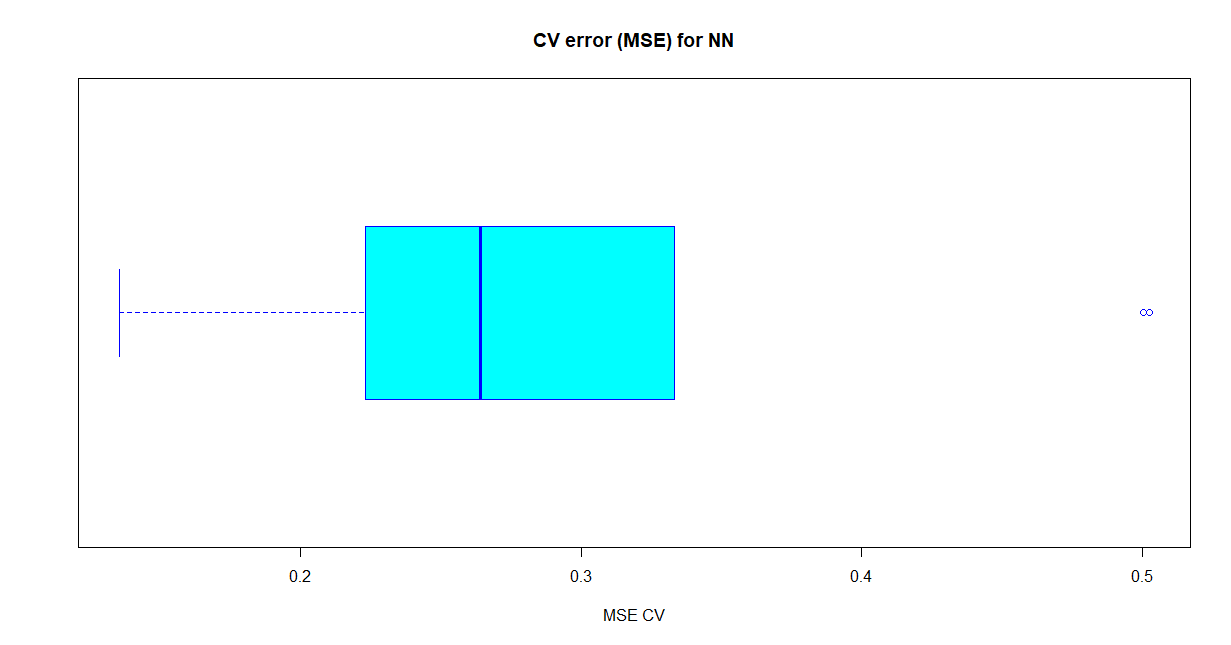 CV error (MSE) for NN
0.2 0.3 0.4 0.5
MSE CV